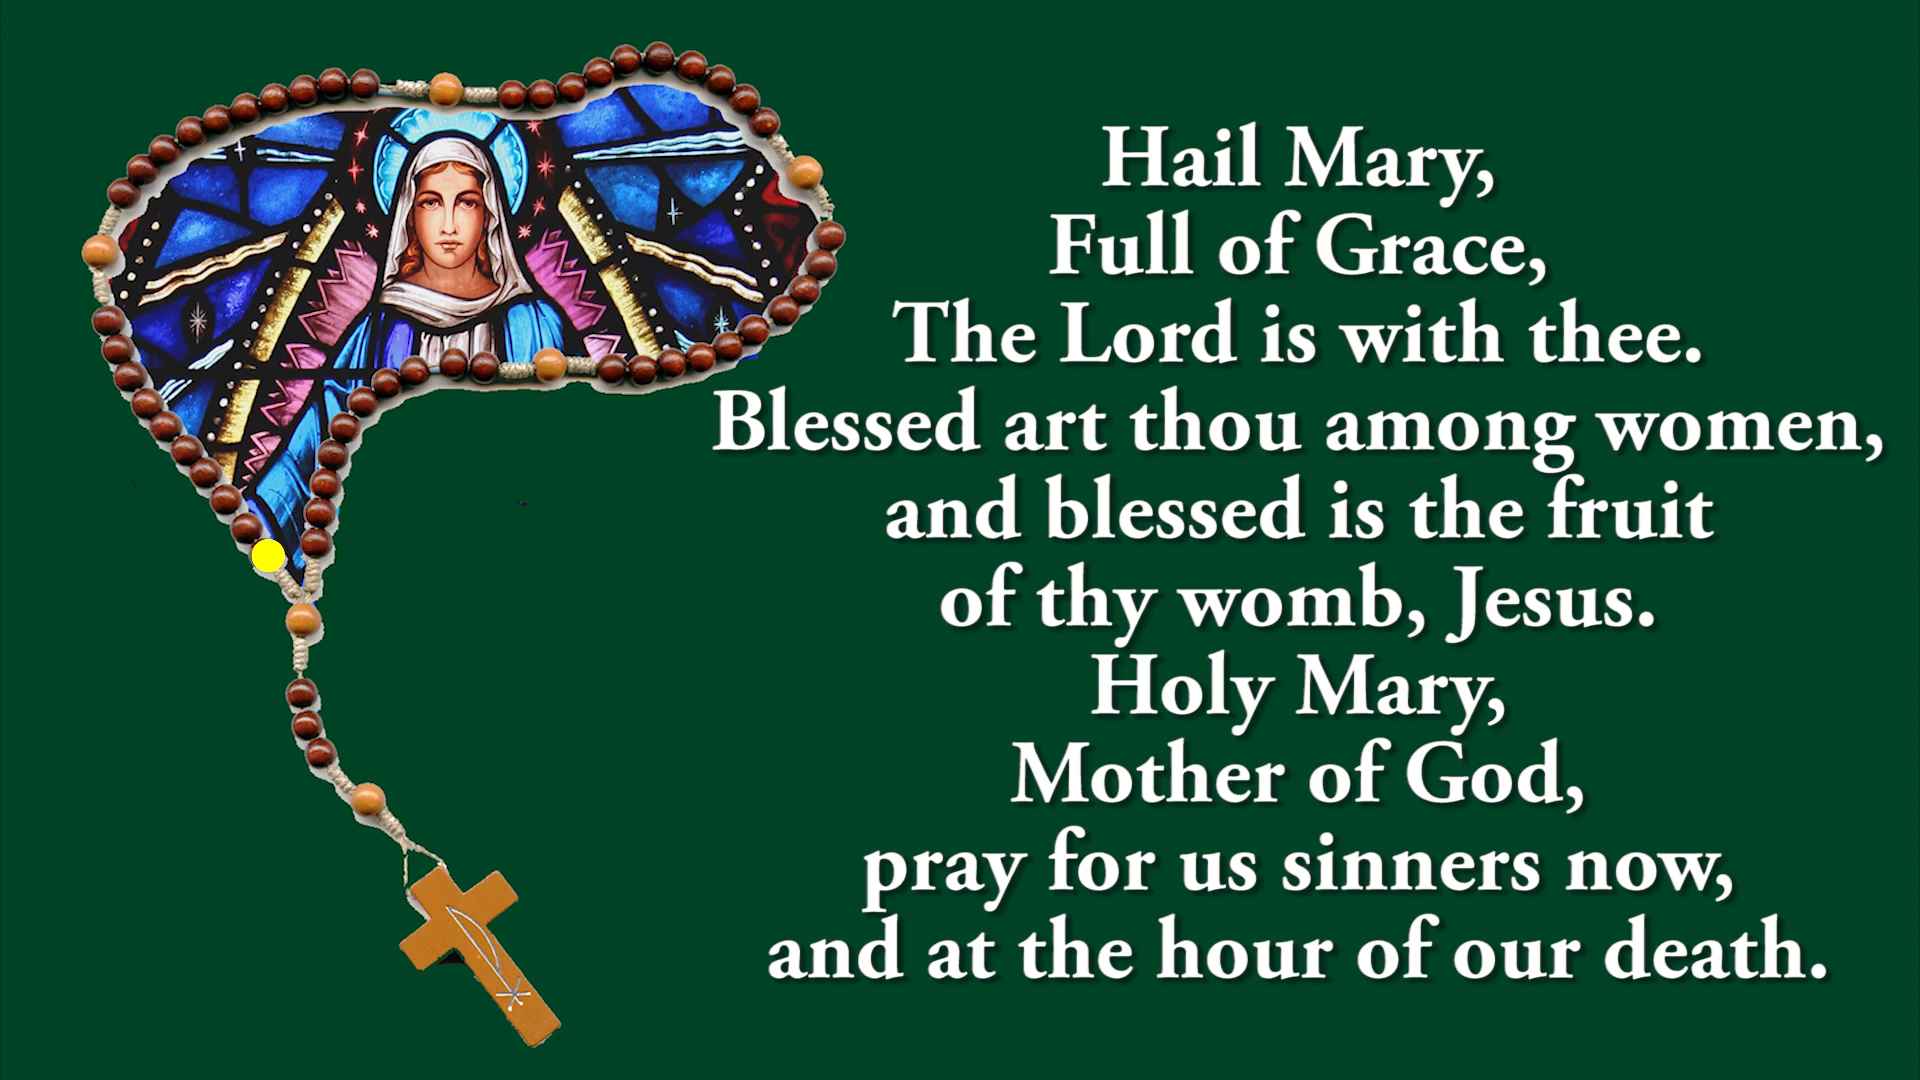 Hail Mary,
Full of Grace,
The Lord is with thee.
Blessed art thou among women,
and blessed is the fruit
of thy womb, Jesus.
Holy Mary,
Mother of God,
pray for us sinners now,
and at the hour of our death.